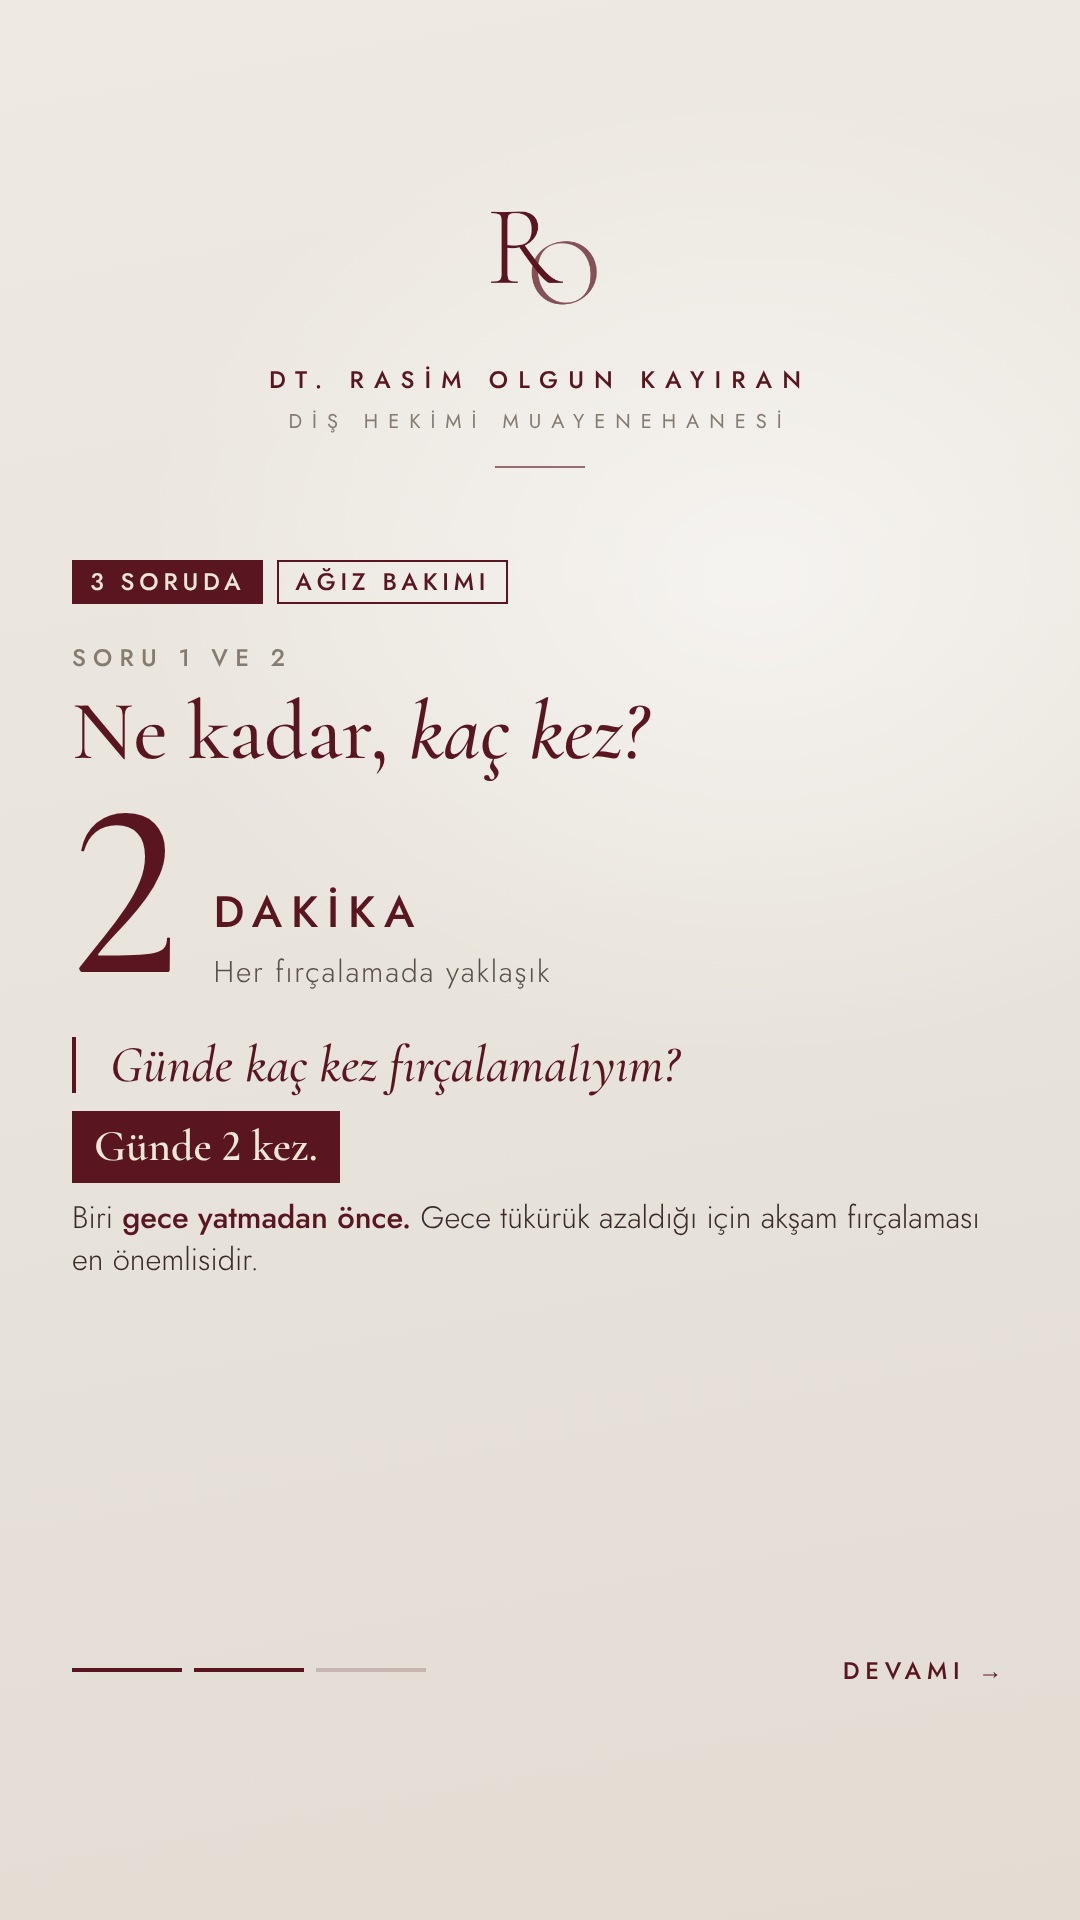 RO
DT. RASİM OLGUN KAYIRAN
DİŞ HEKİMİ MUAYENEHANESİ
3 SORUDA
AĞIZ BAKIMI
SORU 1 VE 2
Ne kadar, kaç kez?
2
DAKİKA
Her fırçalamada yaklaşık
Günde kaç kez fırçalamalıyım?
Günde 2 kez.
Biri gece yatmadan önce. Gece tükürük azaldığı için akşam fırçalaması
en önemlisidir.
DEVAMI →